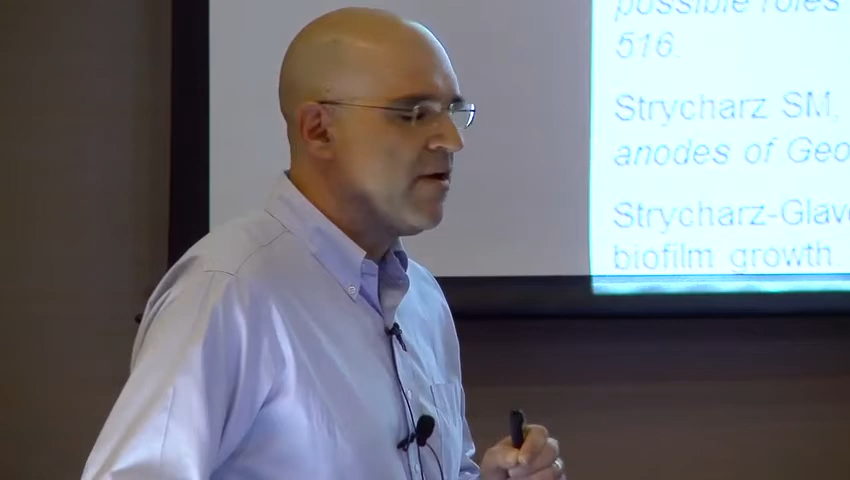 possible roles
516.
Strycharz SM,
anodes of Geo
Strycharz-Glav
biofilm growth.